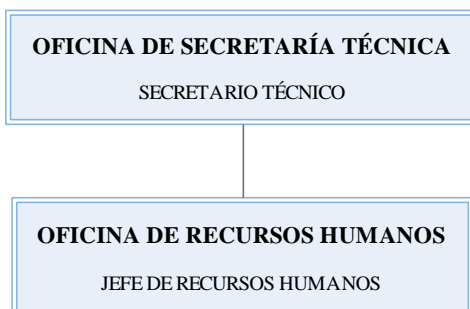 OFICINA DE SECRETARÍA TÉCNICA
SECRETARIO TÉCNICO
OFICINA DE RECURSOS HUMANOS
JEFE DE RECURSOS HUMANOS